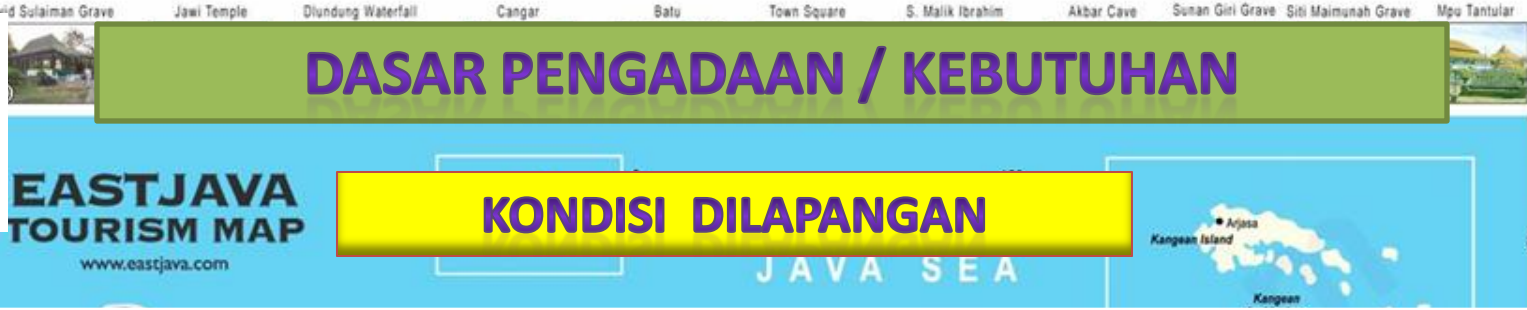 Sulaiman Grave Jawi Temple Dlundung Waterfall Cangar Batu Town Square S. Malik Ibrahim Akbar Cave Sunan Giri Grave Siti Maimunah Grave Mpu Tantular
DASAR PENGADAAN / KEBUTUHAN
EASTJAVA
TOURISM MAP
www.eastjava.com
KONDISI DILAPANGAN
JAVA SEA
Arjasa
Kangean Island
Kangean